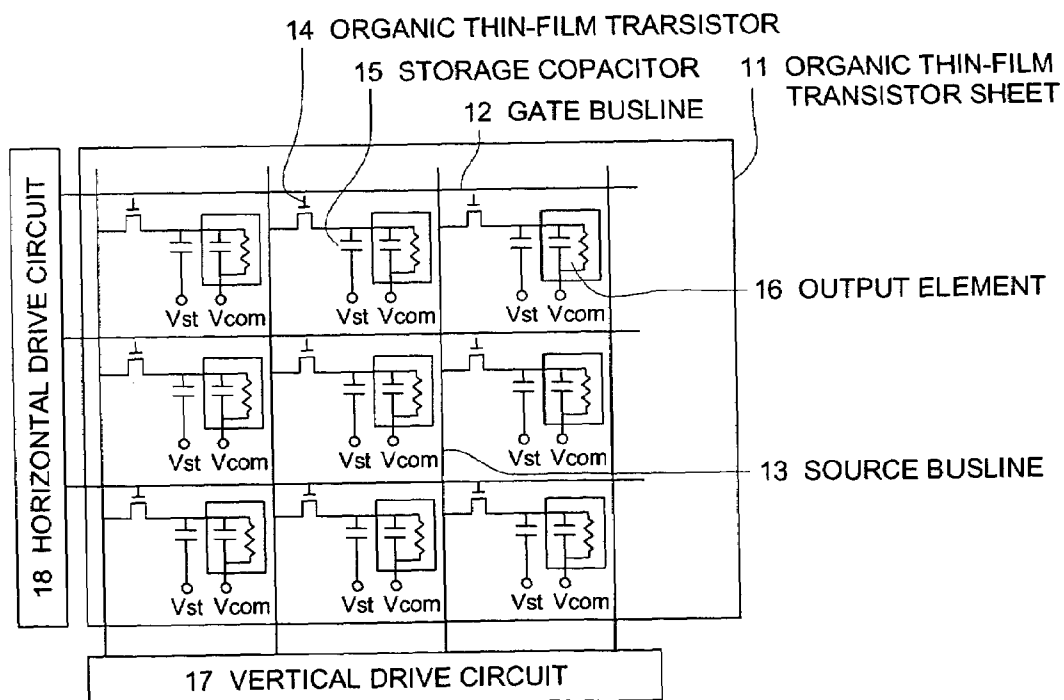 14 ORGANIC THIN-FILM TRARSISTOR
15 STORAGE COPACITOR
11 ORGANIC THIN-FILM
TRANSISTOR SHEET
12 GATE BUSLINE
18 HORIZONTAL DRIVE CIRCUIT
Vst Vcom Vst Vcom Vst Vcom
16 OUTPUT ELEMENT
Vst Vcom Vst Vcom Vst Vcom
13 SOURCE BUSLINE
Vst Vcom Vst Vcom Vst Vcom
17 VERTICAL DRIVE CIRCUIT